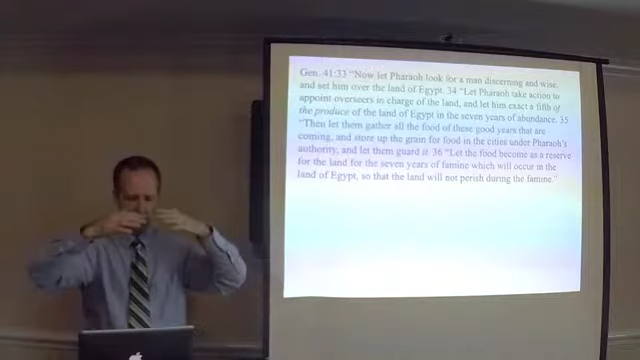 Gen. 41:33 “Now let Pharaoh look for a man discerning and wise,
and set him over the land of Egypt. 34 “Let Pharaoh take action to
appoint overseers in charge of the land, and let him exact a fifth of
the produce of the land of Egypt in the seven years of abundance. 35
“Then let them gather all the food of these good years that are
coming, and store up the grain for food in the cities under Pharaoh’s
authority, and let them guard it. 36 “Let the food become as a reserve
for the land for the seven years of famine which will occur in the
land of Egypt, so that the land will not perish during the famine.”